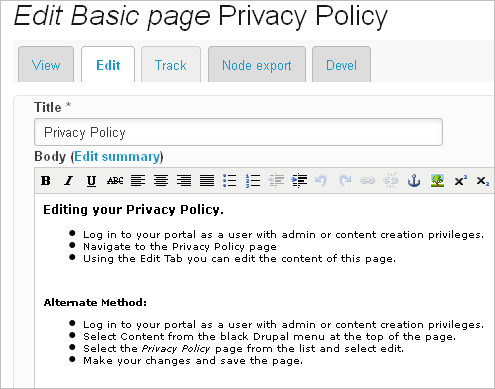 Edit Basic page Privacy Policy
View Edit Track Node export Devel
Title *
Privacy Policy
Body (Edit summary)
B I U ABC x² x₂
Editing your Privacy Policy.
Log in to your portal as a user with admin or content creation privileges.
Navigate to the Privacy Policy page
Using the Edit Tab you can edit the content of this page.
Alternate Method:
Log in to your portal as a user with admin or content creation privileges.
Select Content from the black Drupal menu at the top of the page.
Select the Privacy Policy page from the list and select edit.
Make your changes and save the page.